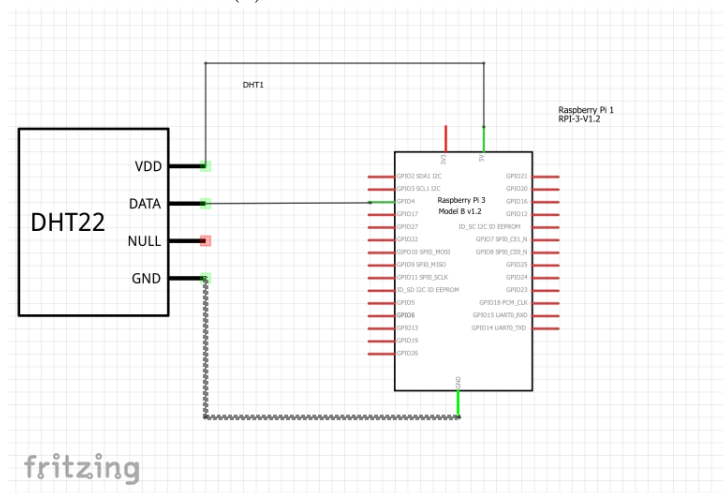 DHT1
Raspberry Pi 1
RPI-3-V1.2
DHT22
VDD
DATA
NULL
GND
3V3
5V
Raspberry Pi 3
Model B v1.2
GPIO2 SDA1 I2C
GPIO3 SCL1 I2C
GPIO4
GPIO17
GPIO27
GPIO22
GPIO10 SPI0_MOSI
GPIO9 SPI0_MISO
GPIO11 SPI0_SCLK
ID_SD I2C ID EEPROM
GPIO5
GPIO6
GPIO13
GPIO19
GPIO26
GPIO21
GPIO20
GPIO16
GPIO12
ID_SC I2C ID EEPROM
GPIO7 SPI0_CE1_N
GPIO8 SPI0_CE0_N
GPIO25
GPIO24
GPIO23
GPIO18 PCM_CLK
GPIO15 UART0_RXD
GPIO14 UART0_TXD
GND
fritzing